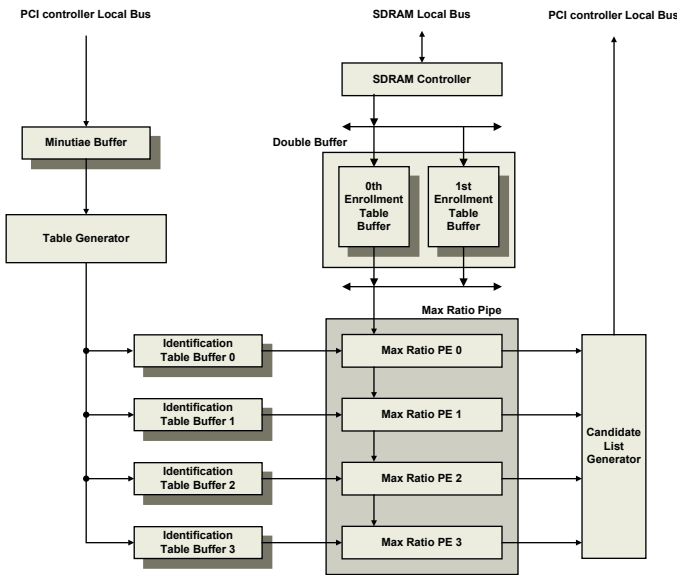 PCI controller Local Bus
SDRAM Local Bus
PCI controller Local Bus
SDRAM Controller
Minutiae Buffer
Double Buffer
0th
Enrollment
Table
Buffer
1st
Enrollment
Table
Buffer
Table Generator
Max Ratio Pipe
Identification
Table Buffer 0
Max Ratio PE 0
Identification
Table Buffer 1
Max Ratio PE 1
Candidate
List
Generator
Identification
Table Buffer 2
Max Ratio PE 2
Identification
Table Buffer 3
Max Ratio PE 3